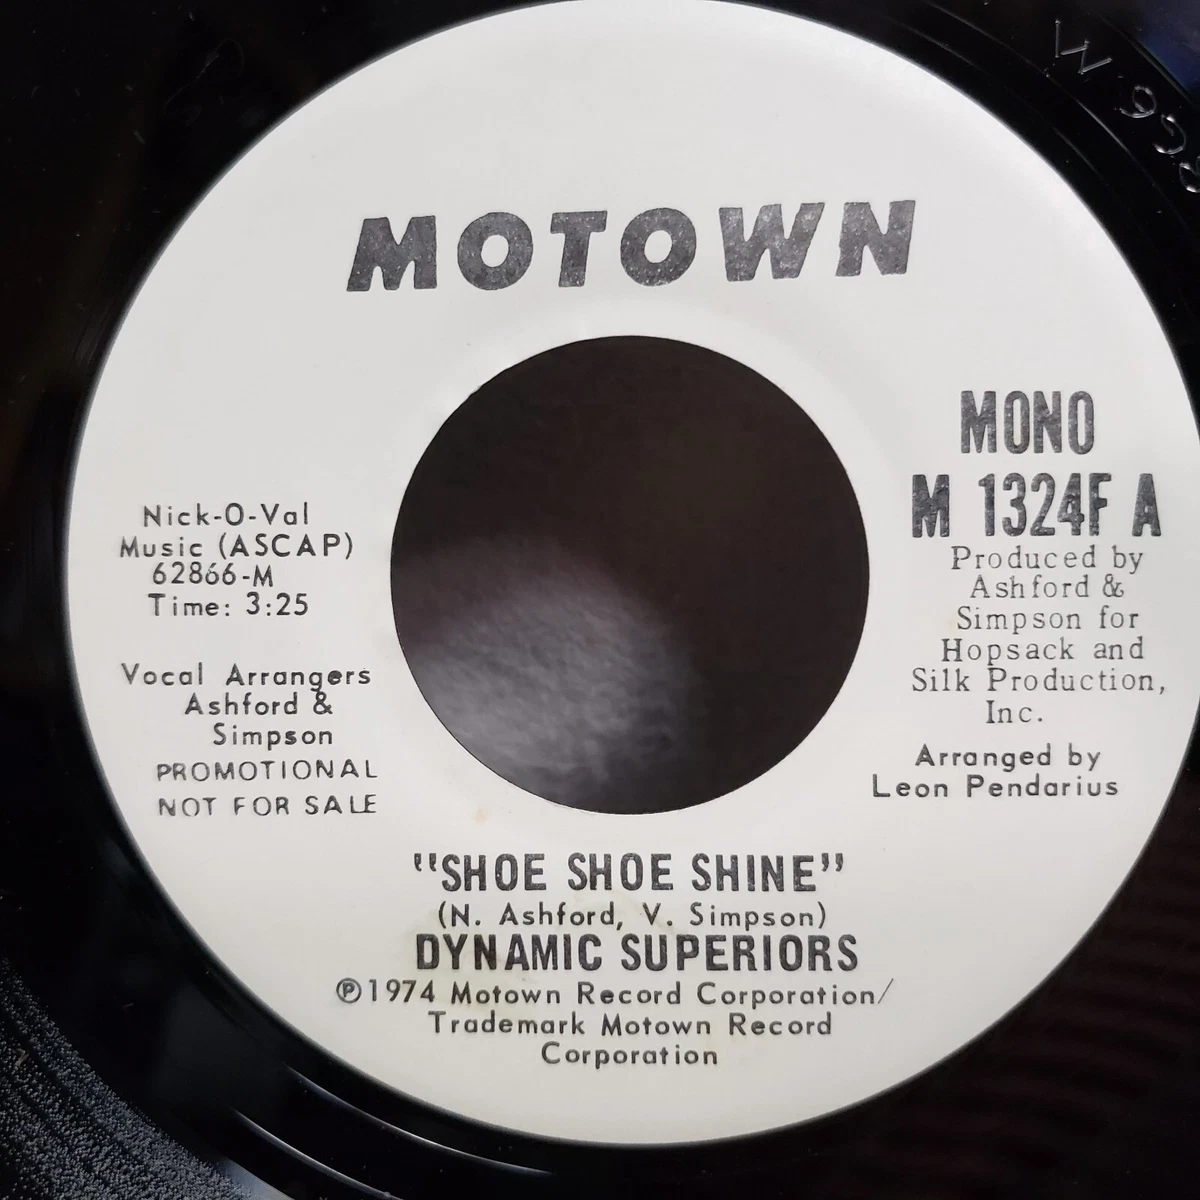 MOTOWN
MONO
M 1324F A
Produced by
Ashford &
Simpson for
Hopsack and
Silk Production,
Inc.
Arranged by
Leon Pendarius
Nick-O-Val
Music (ASCAP)
62866-M
Time: 3:25
Vocal Arrangers
Ashford &
Simpson
PROMOTIONAL
NOT FOR SALE
"SHOE SHOE SHINE"
(N. Ashford, V. Simpson)
DYNAMIC SUPERIORS
℗1974 Motown Record Corporation/
Trademark Motown Record
Corporation